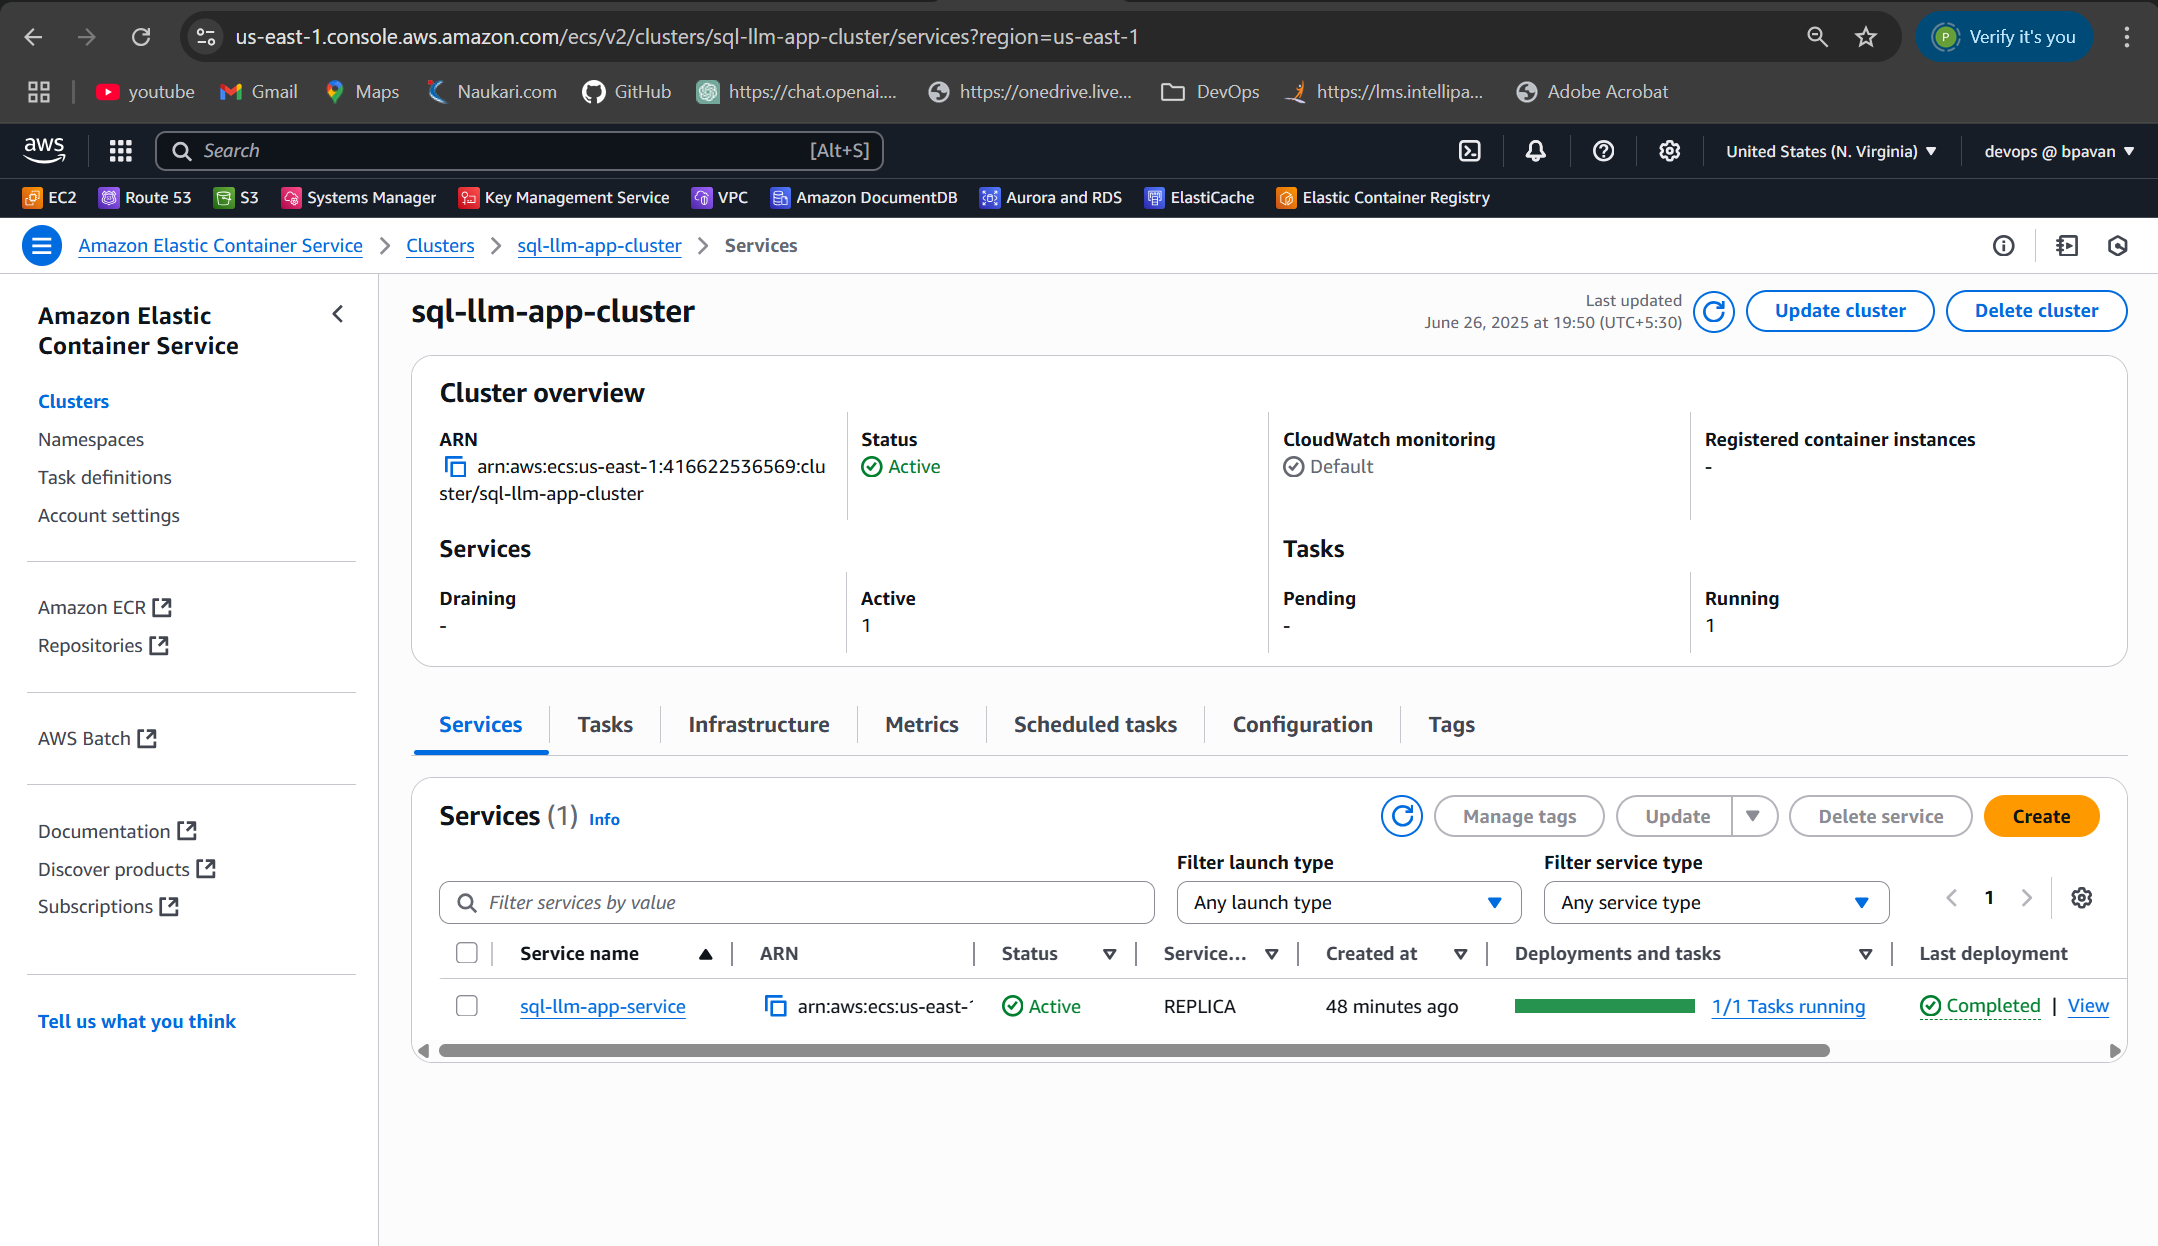 us-east-1.console.aws.amazon.com/ecs/v2/clusters/sql-llm-app-cluster/services?region=us-east-1
P Verify it's you
youtube Gmail Maps Naukari.com GitHub https://chat.openai.... https://onedrive.live... DevOps https://lms.intellipa... Adobe Acrobat
aws Search [Alt+S] United States (N. Virginia) devops @ bpavan
EC2 Route 53 S3 Systems Manager Key Management Service VPC Amazon DocumentDB Aurora and RDS ElastiCache Elastic Container Registry
Amazon Elastic Container Service Clusters sql-llm-app-cluster Services
Amazon Elastic
Container Service
Clusters
Namespaces
Task definitions
Account settings
Amazon ECR
Repositories
AWS Batch
Documentation
Discover products
Subscriptions
Tell us what you think
sql-llm-app-cluster
Last updated
June 26, 2025 at 19:50 (UTC+5:30)
Update cluster Delete cluster
Cluster overview
ARN Status CloudWatch monitoring Registered container instances
arn:aws:ecs:us-east-1:416622536569:clu Active Default -
ster/sql-llm-app-cluster
Services Tasks
Draining Active Pending Running
- 1 - 1
Services Tasks Infrastructure Metrics Scheduled tasks Configuration Tags
Services (1) Info Manage tags Update Delete service Create
Filter launch type Filter service type
Filter services by value Any launch type Any service type 1
Service name ARN Status Service... Created at Deployments and tasks Last deployment
sql-llm-app-service arn:aws:ecs:us-east- Active REPLICA 48 minutes ago 1/1 Tasks running Completed | View